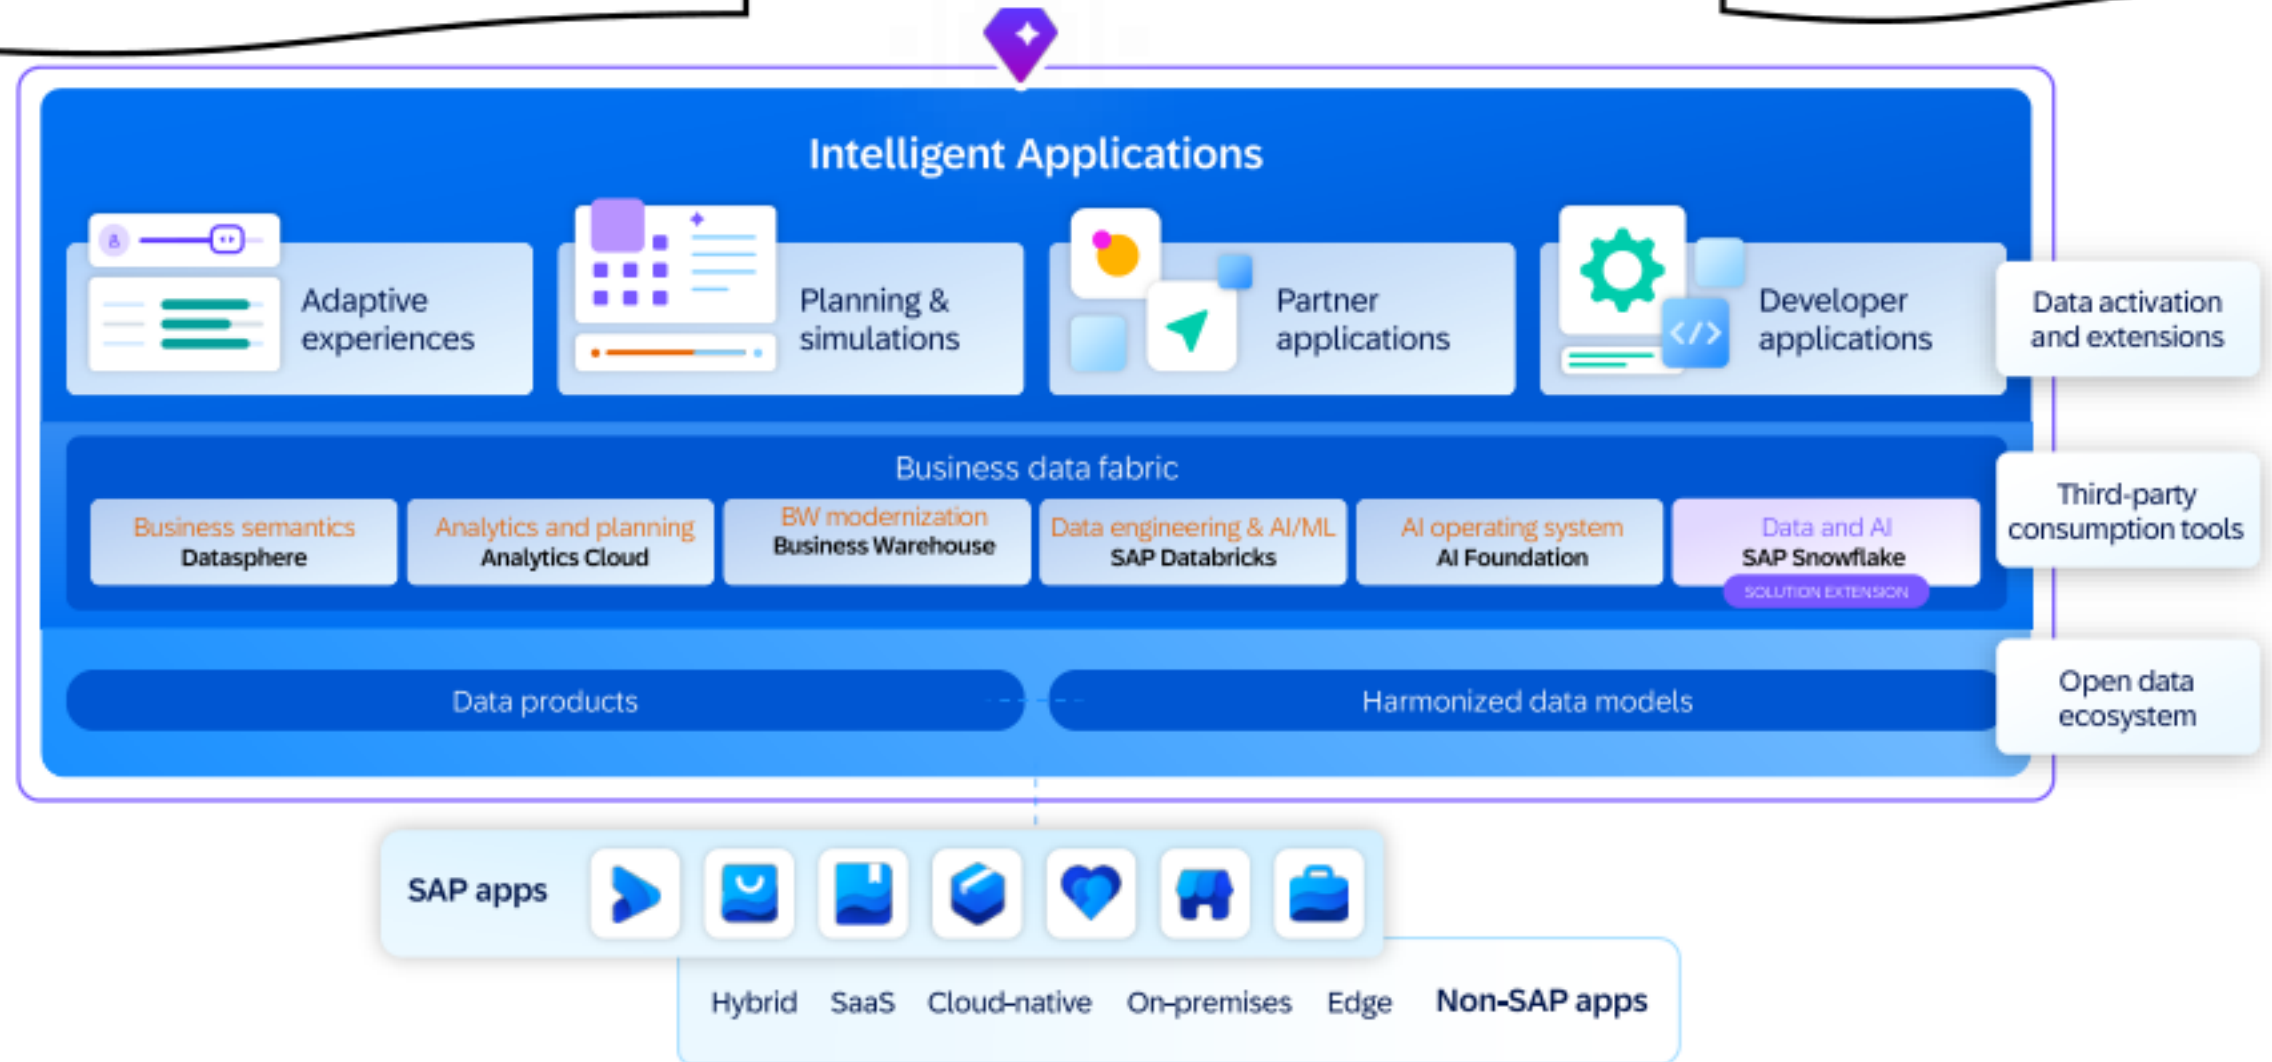 Intelligent Applications
Adaptive
experiences
Planning &
simulations
Partner
applications
</>
Developer
applications
Data activation
and extensions
Business data fabric
Business semantics
Datasphere
Analytics and planning
Analytics Cloud
BW modernization
Business Warehouse
Data engineering & AI/ML
SAP Databricks
AI operating system
AI Foundation
Data and AI
SAP Snowflake
SOLUTION EXTENSION
Third-party
consumption tools
Data products
Harmonized data models
Open data
ecosystem
SAP apps
Hybrid SaaS Cloud-native On-premises Edge Non-SAP apps